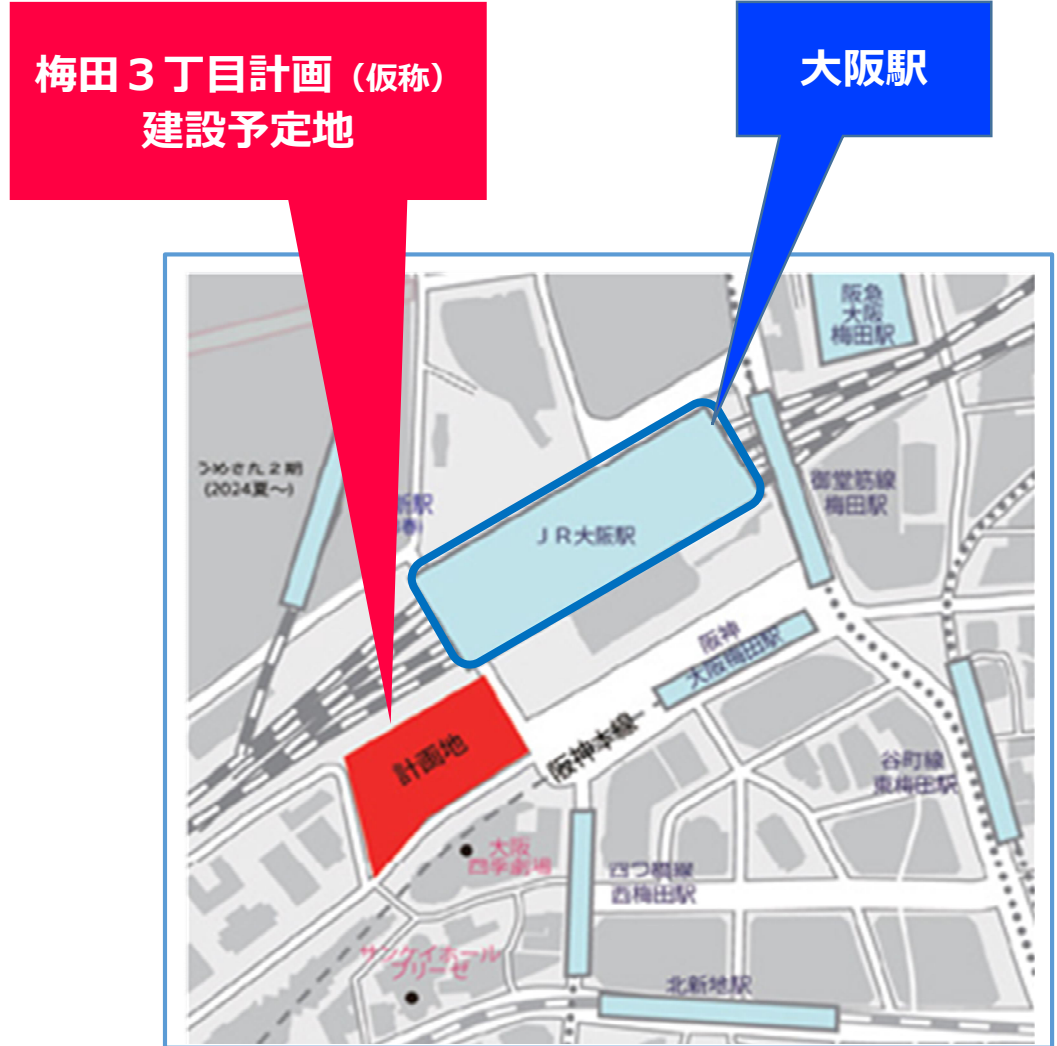 梅田３丁目計画（仮称）
建設予定地
大阪駅
阪急
大阪
梅田駅
うめきた２期
(2024夏～)
新駅
御堂筋線
梅田駅
ＪＲ大阪駅
阪神
大阪梅田駅
計画地
阪神本線
谷町線
東梅田駅
大阪
四季劇場
四つ橋線
西梅田駅
サンケイホール
ブリーゼ
北新地駅